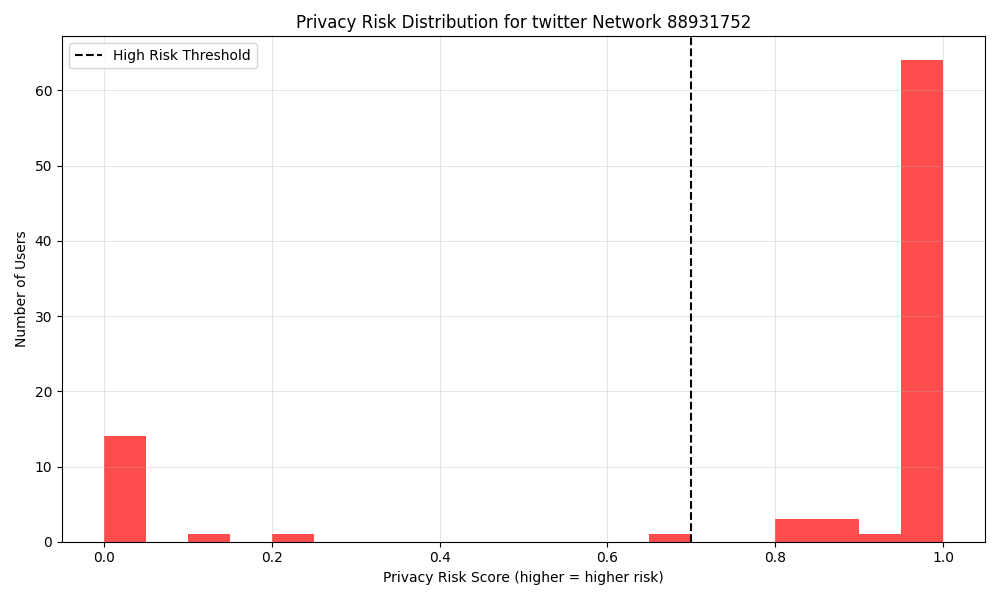 Privacy Risk Distribution for twitter Network 88931752
High Risk Threshold
Number of Users
60
50
40
30
20
10
0
0.0 0.2 0.4 0.6 0.8 1.0
Privacy Risk Score (higher = higher risk)